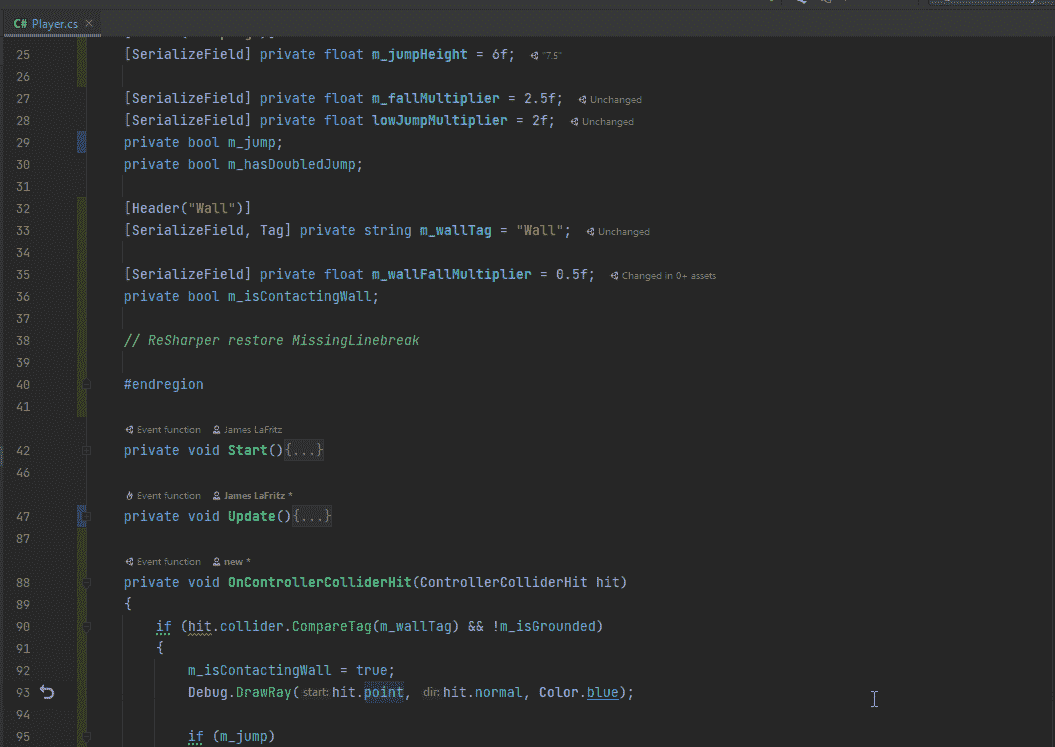 C# Player.cs ×
25 [SerializeField] private float m_jumpHeight = 6f; "7.5"
26
27 [SerializeField] private float m_fallMultiplier = 2.5f; Unchanged
28 [SerializeField] private float lowJumpMultiplier = 2f; Unchanged
29 private bool m_jump;
30 private bool m_hasDoubledJump;
31
32 [Header("Wall")]
33 [SerializeField, Tag] private string m_wallTag = "Wall"; Unchanged
34
35 [SerializeField] private float m_wallFallMultiplier = 0.5f; Changed in 0+ assets
36 private bool m_isContactingWall;
37
38 // ReSharper restore MissingLinebreak
39
40 #endregion
41
Event function James LaFritz
42 private void Start(){...}
46
Event function James LaFritz *
47 private void Update(){...}
87
Event function new *
88 private void OnControllerColliderHit(ControllerColliderHit hit)
89 {
90 if (hit.collider.CompareTag(m_wallTag) && !m_isGrounded)
91 {
92 m_isContactingWall = true;
93 Debug.DrawRay( start: hit.point, dir: hit.normal, Color.blue);
94
95 if (m_jump)